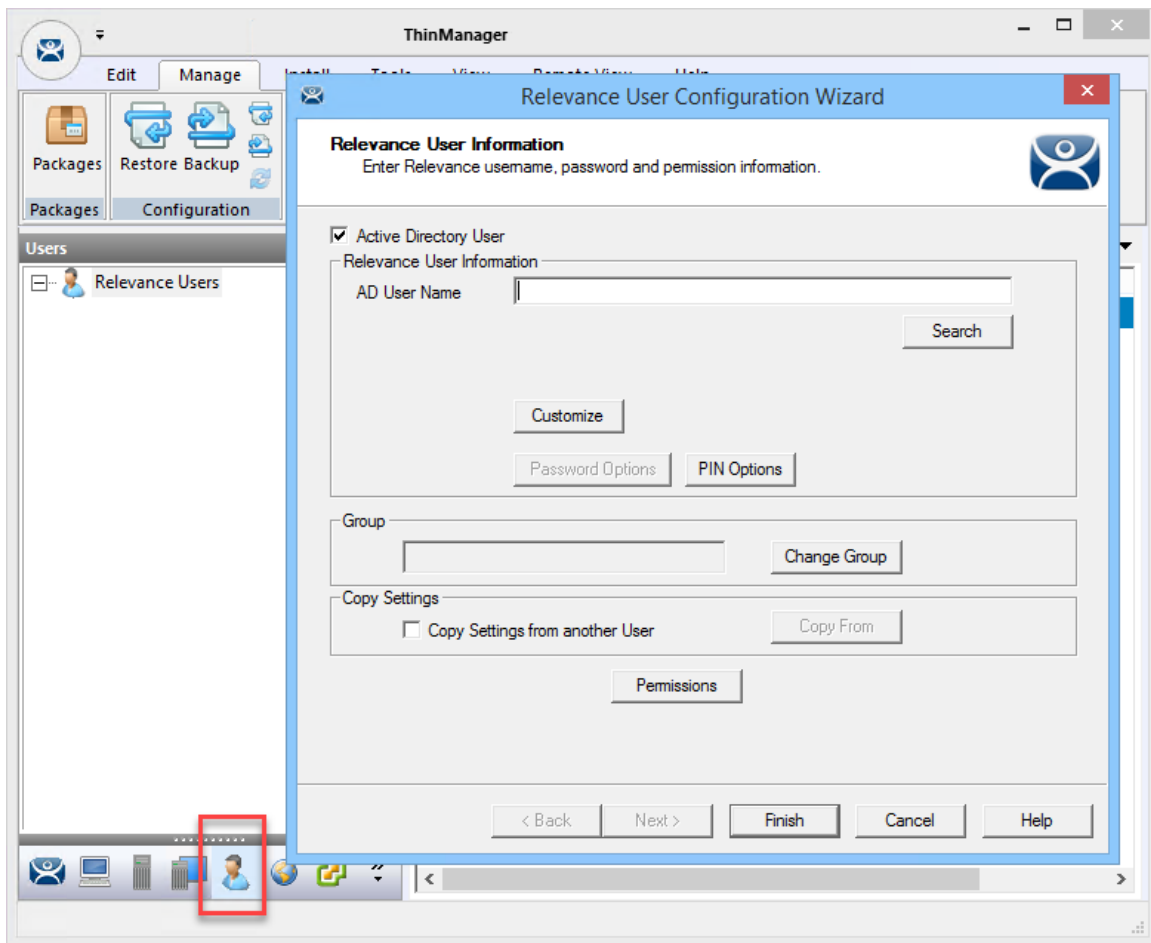 ThinManager
Edit Manage
Relevance User Configuration Wizard
Packages
Restore Backup
Packages
Configuration
Relevance User Information
Enter Relevance username, password and permission information.
Users
Relevance Users
Active Directory User
Relevance User Information
AD User Name
Search
Customize
Password Options PIN Options
Group
Change Group
Copy Settings
Copy Settings from another User
Copy From
Permissions
< Back Next > Finish Cancel Help